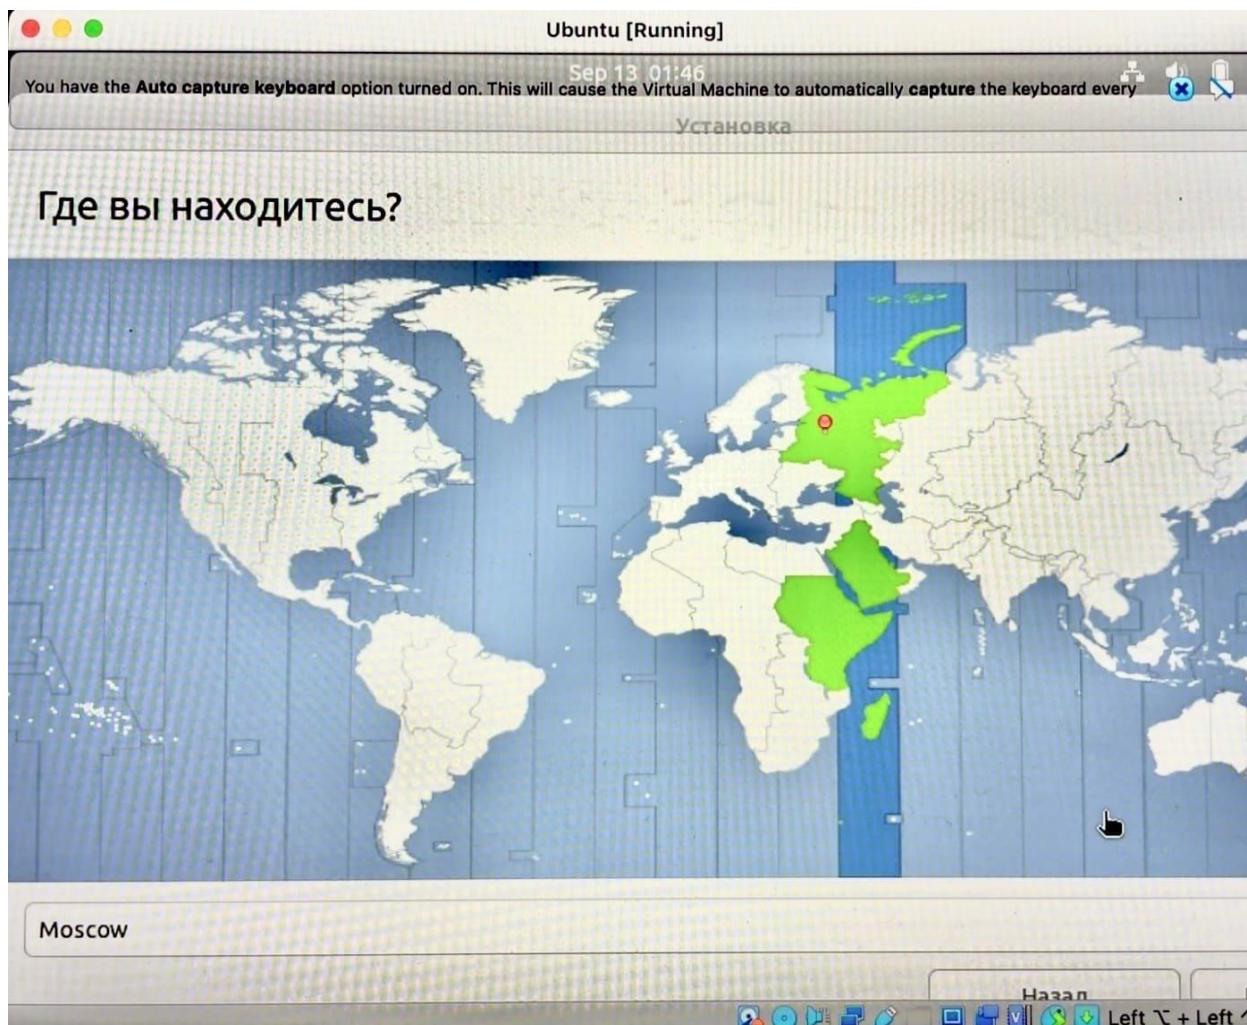 Ubuntu [Running]
Sep 13 01:46
You have the Auto capture keyboard option turned on. This will cause the Virtual Machine to automatically capture the keyboard every
Установка
Где вы находитесь?
Moscow
Назад
Left ⌥ + Left